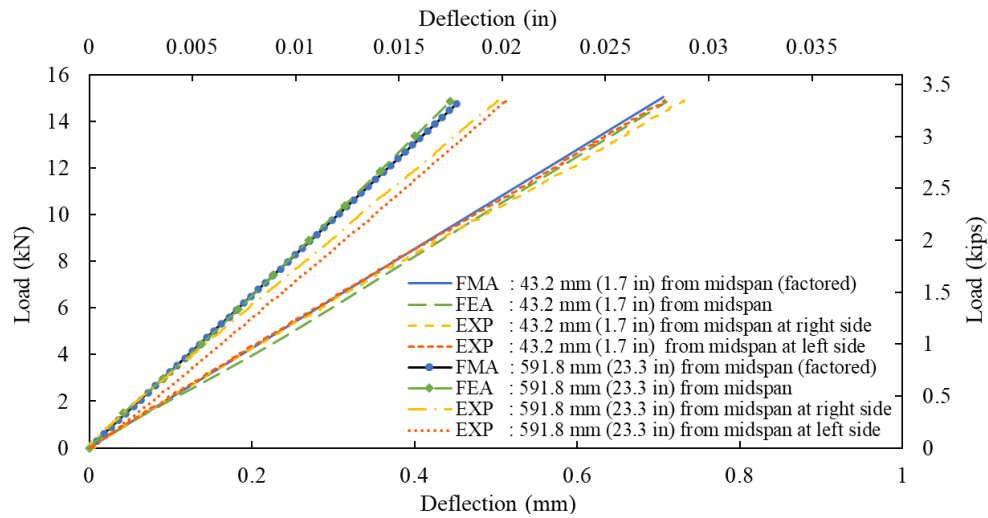 Deflection (in)
0 0.005 0.01 0.015 0.02 0.025 0.03 0.035
16
14
12
10
8
6
4
2
0
Load (kN)
3.5
3
2.5
2
1.5
1
0.5
0
Load (kips)
FMA : 43.2 mm (1.7 in) from midspan (factored)
FEA : 43.2 mm (1.7 in) from midspan
EXP : 43.2 mm (1.7 in) from midspan at right side
EXP : 43.2 mm (1.7 in) from midspan at left side
FMA : 591.8 mm (23.3 in) from midspan (factored)
FEA : 591.8 mm (23.3 in) from midspan
EXP : 591.8 mm (23.3 in) from midspan at right side
EXP : 591.8 mm (23.3 in) from midspan at left side
0 0.2 0.4 0.6 0.8 1
Deflection (mm)